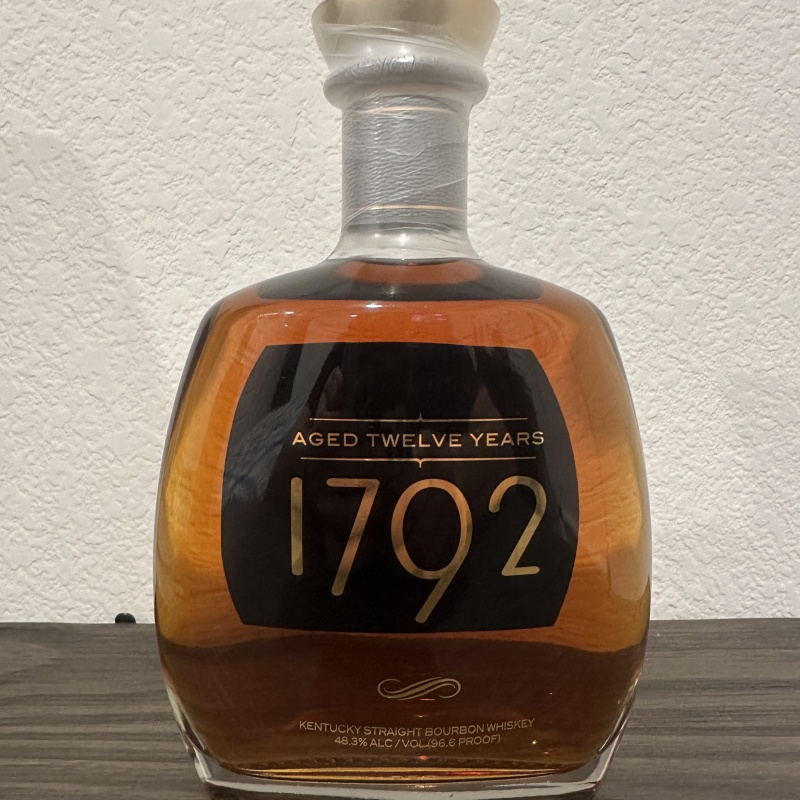 AGED TWELVE YEARS
1792
KENTUCKY STRAIGHT BOURBON WHISKEY
48.3% ALC / VOL (96.6 PROOF)